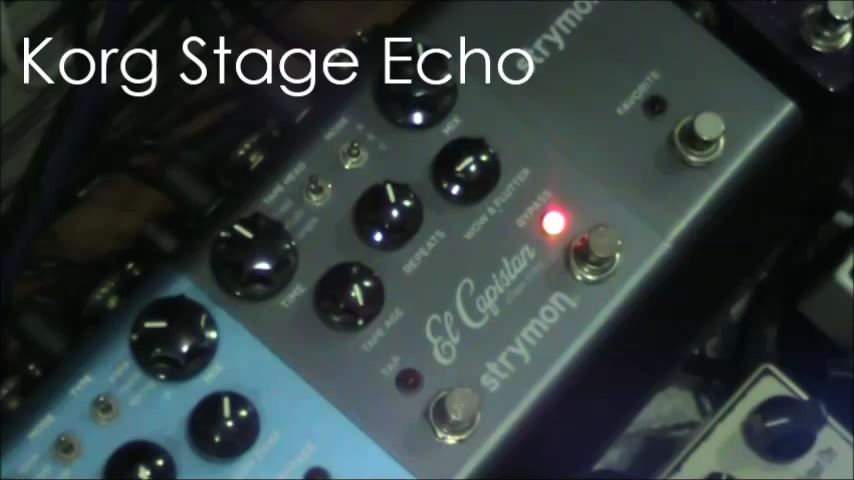 Korg Stage Echo
strymon
FAVORITE
MIX
MODE
TAPE HEAD
WOW & FLUTTER
BYPASS
REPEATS
TIME
TAPE AGE
El Capistan
strymon
TAP
TYPE
MODE
MIX